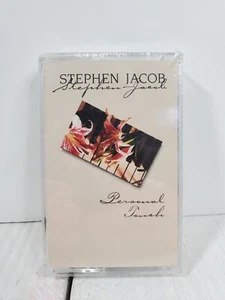 STEPHEN JACOB
Stephen Jacob
Personal
Touch